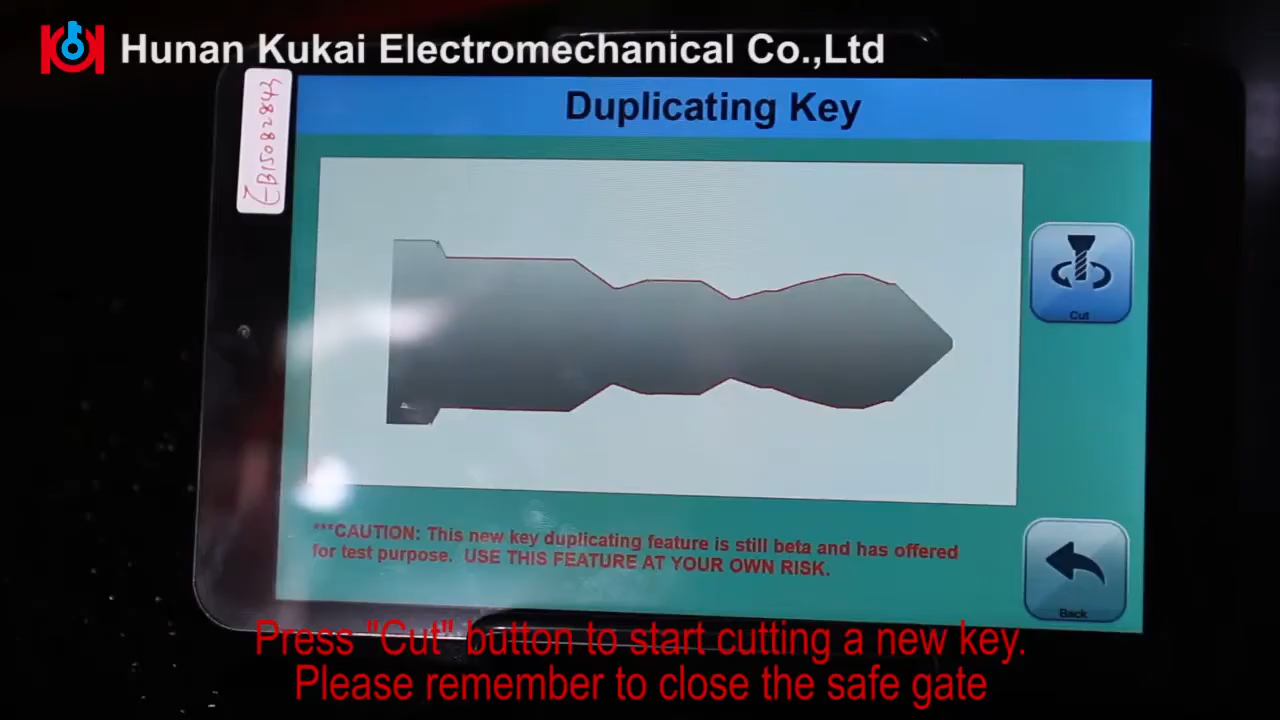 Hunan Kukai Electromechanical Co.,Ltd
Duplicating Key
Cut
***CAUTION: This new key duplicating feature is still beta and has offered
for test purpose. USE THIS FEATURE AT YOUR OWN RISK.
Back
Press "Cut" button to start cutting a new key.
Please remember to close the safe gate